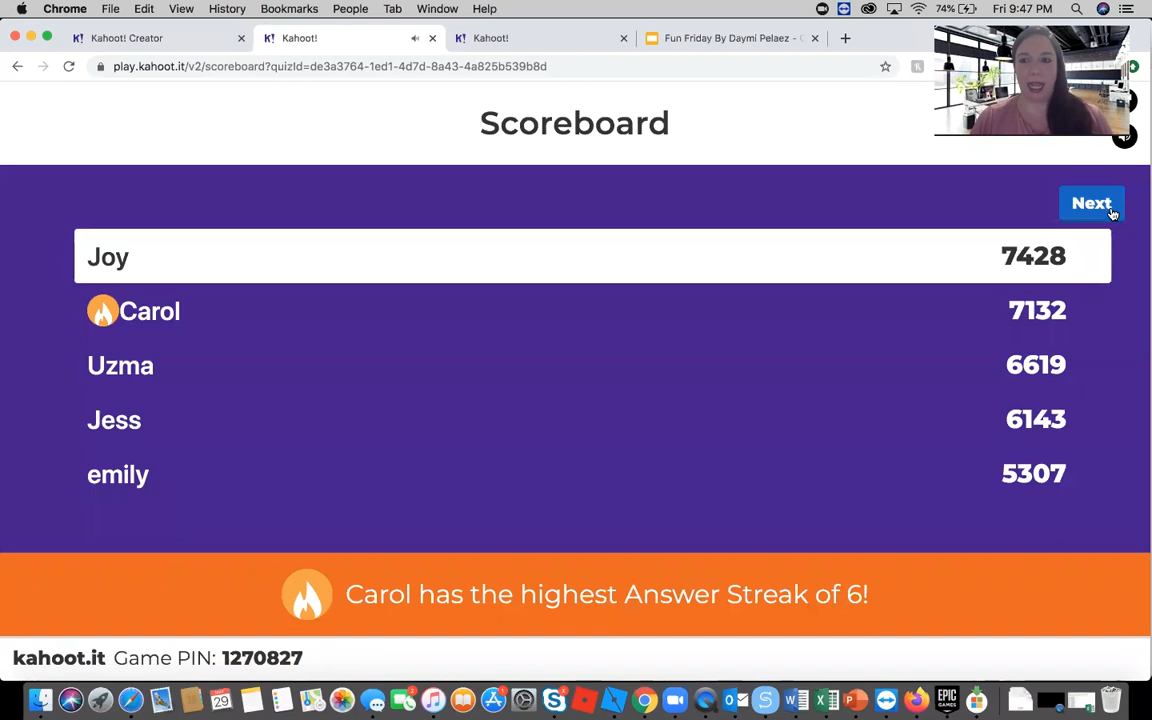 Chrome File Edit View History Bookmarks People Tab Window Help 74% Fri 9:47 PM
K! Kahoot! Creator
K! Kahoot!
K! Kahoot!
Fun Friday By Daymi Pelaez -
play.kahoot.it/v2/scoreboard?quizId=de3a3764-1ed1-4d7d-8a43-4a825b539b8d
Scoreboard
Next
Joy 7428
Carol 7132
Uzma 6619
Jess 6143
emily 5307
Carol has the highest Answer Streak of 6!
kahoot.it Game PIN: 1270827
29
EPIC GAMES